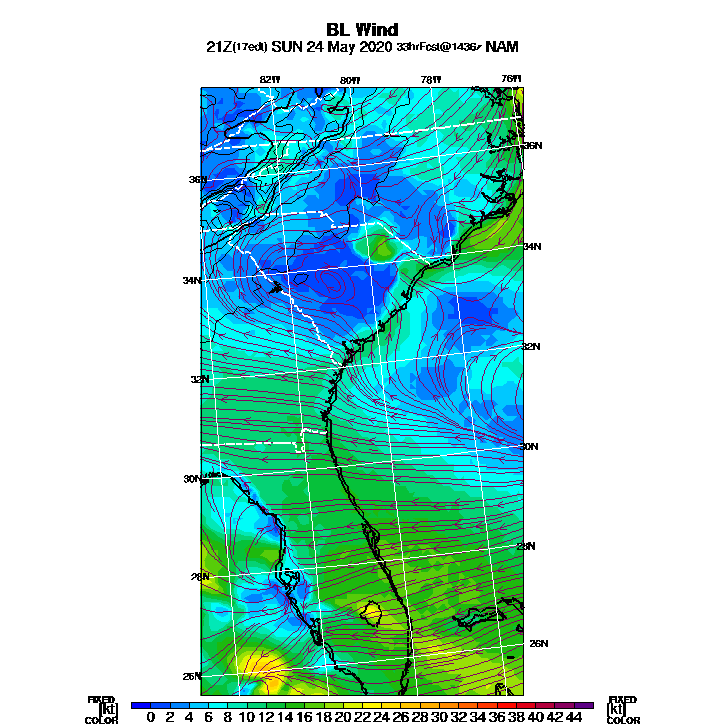 BL Wind
21Z(17edt) SUN 24 May 2020 33hrFcst@1436z NAM
82W 80W 78W 76W
36N
36N
34N
34N
32N
32N
30N
30N
28N
28N
26N
26N
FIXED FIXED
[kt] 0 2 4 6 8 10 12 14 16 18 20 22 24 26 28 30 32 34 36 38 40 42 44 [kt]
COLOR COLOR